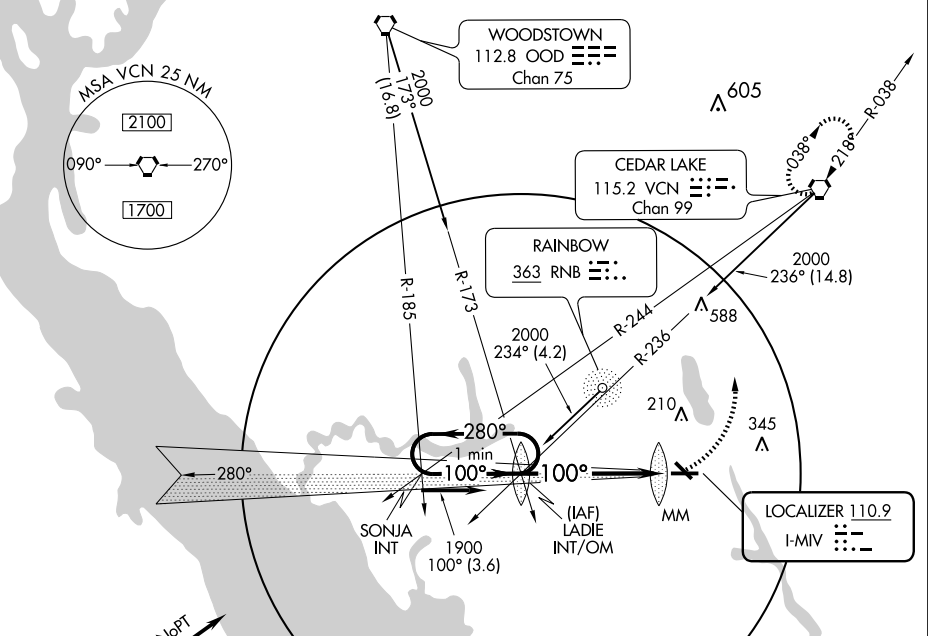 WOODSTOWN
112.8 OOD
Chan 75
MSA VCN 25 NM
2100
090°
270°
1700
2000
173°
(16.8)
605
R-038
038°
218°
CEDAR LAKE
115.2 VCN
Chan 99
RAINBOW
363 RNB
2000
236° (14.8)
R-185
R-173
R-244
R-236
588
2000
234° (4.2)
210
345
280°
1 min
100°
100°
280°
SONJA
INT
1900
100° (3.6)
(IAF)
LADIE
INT/OM
MM
LOCALIZER 110.9
I-MIV
NoPT